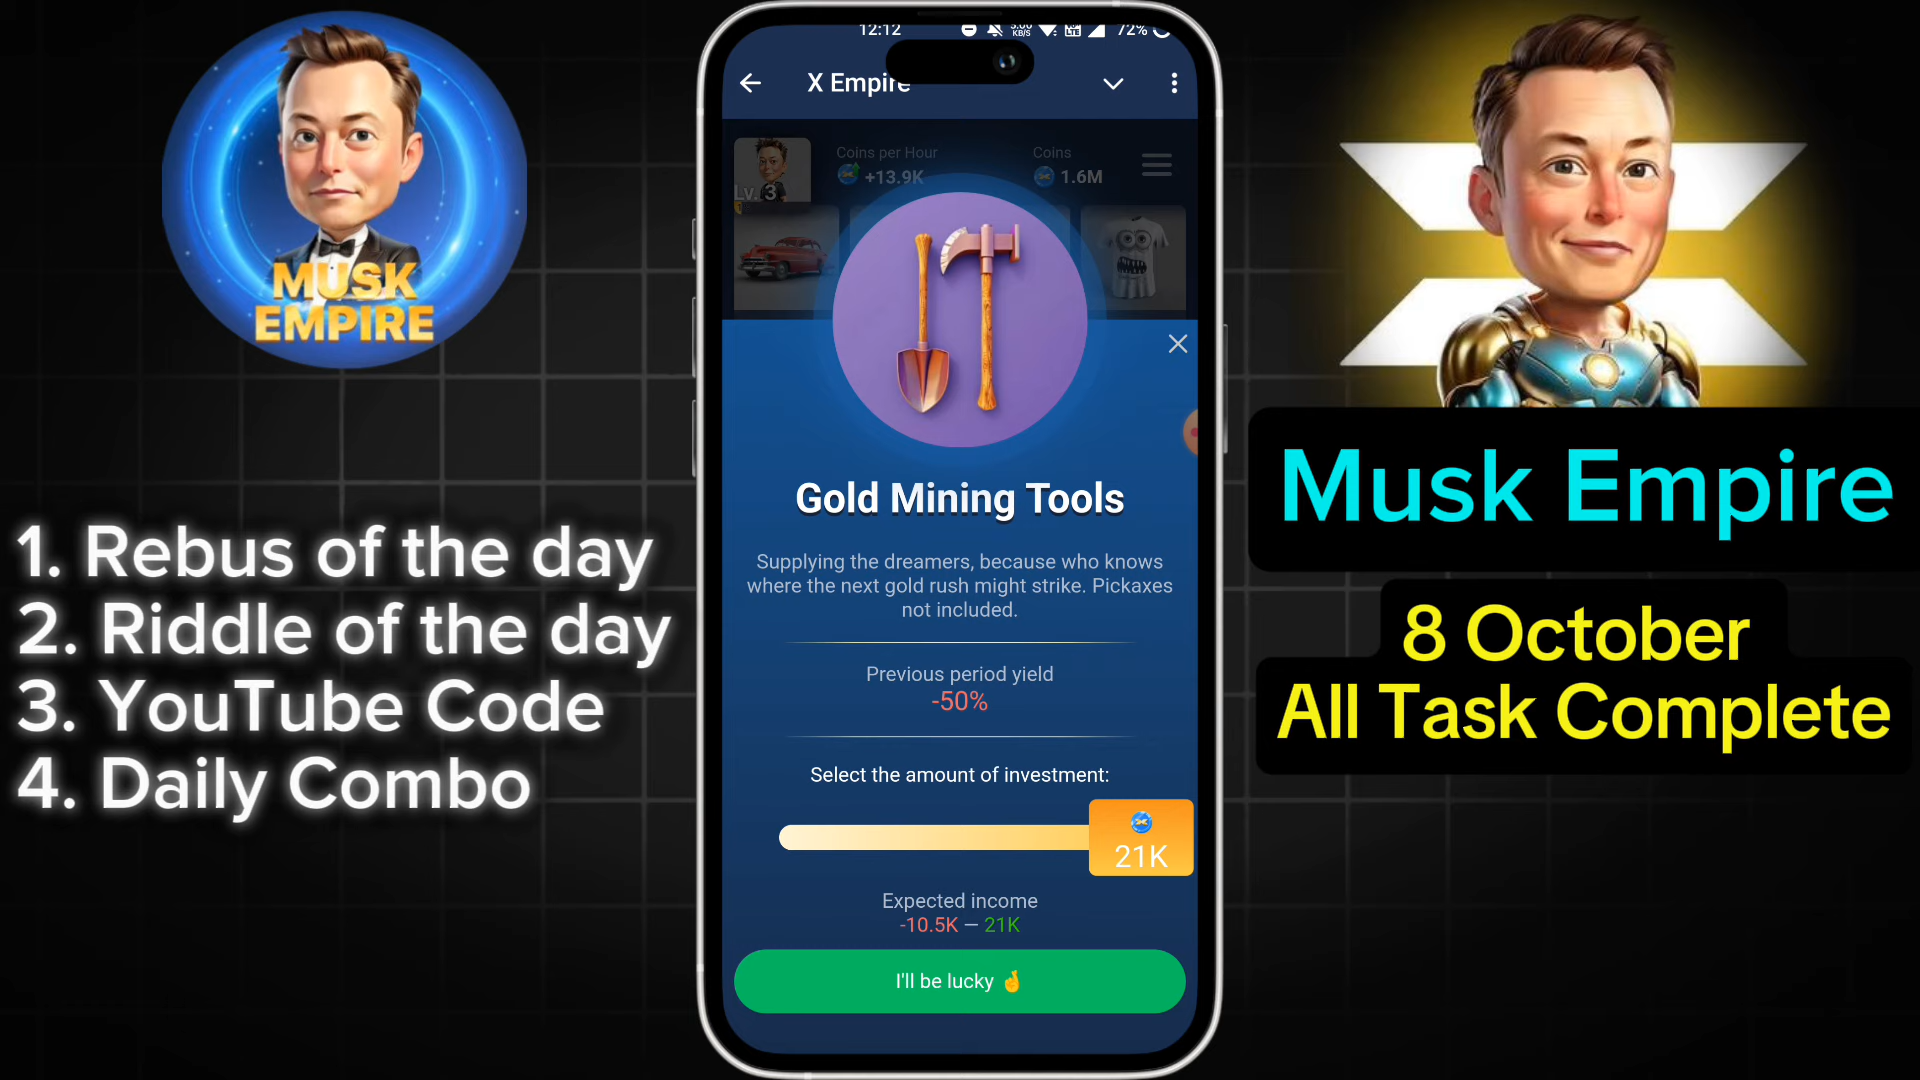 MUSK
EMPIRE
1. Rebus of the day
2. Riddle of the day
3. YouTube Code
4. Daily Combo
12:12
5.00
KB/S
LTE
72%
X Empire
Lv. 3
Coins per Hour
+13.9K
Coins
1.6M
Gold Mining Tools
Supplying the dreamers, because who knows
where the next gold rush might strike. Pickaxes
not included.
Previous period yield
-50%
Select the amount of investment:
21K
Expected income
-10.5K — 21K
I'll be lucky 🤞
Musk Empire
8 October
All Task Complete